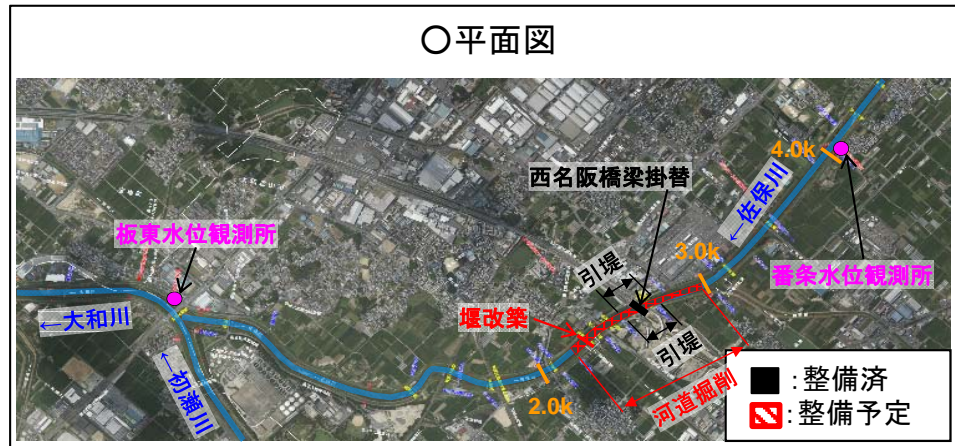 〇平面図
4.0k
西名阪橋梁掛替
←佐保川
板東水位観測所
3.0k
番条水位観測所
引堤
←大和川
堰改築
引堤
←初瀬川
2.0k
河道掘削
:整備済
:整備予定